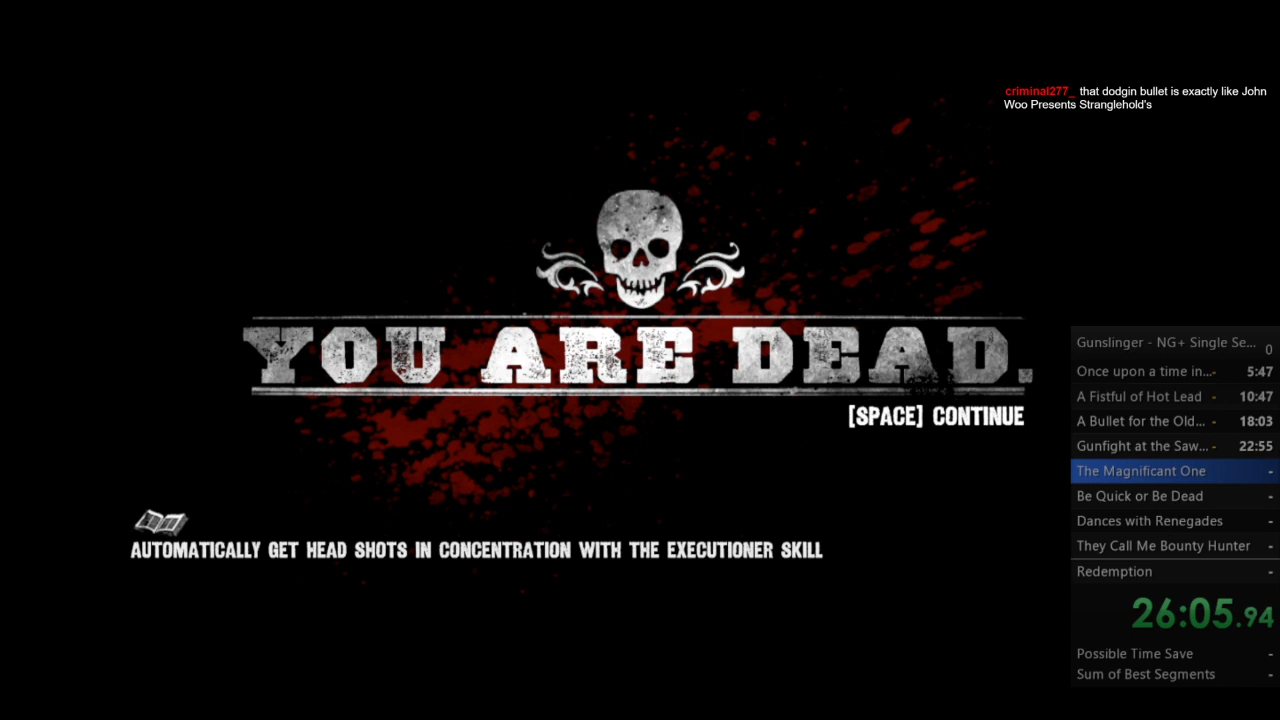 criminal277_ that dodgin bullet is exactly like John
Woo Presents Stranglehold's
YOU ARE DEAD.
[SPACE] CONTINUE
AUTOMATICALLY GET HEAD SHOTS IN CONCENTRATION WITH THE EXECUTIONER SKILL
Gunslinger - NG+ Single Se... 0
Once upon a time in... - 5:47
A Fistful of Hot Lead - 10:47
A Bullet for the Old... - 18:03
Gunfight at the Saw... - 22:55
The Magnificant One -
Be Quick or Be Dead -
Dances with Renegades -
They Call Me Bounty Hunter -
Redemption -
26:05.94
Possible Time Save -
Sum of Best Segments -